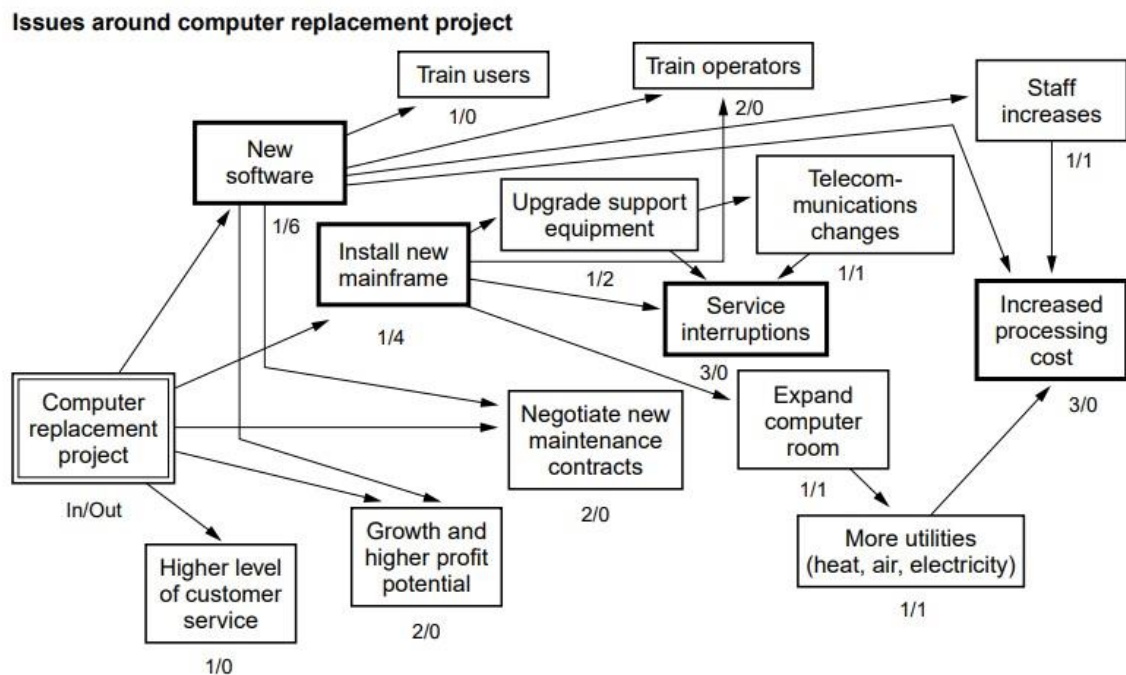 Issues around computer replacement project
Train users
1/0
Train operators
2/0
Staff
increases
1/1
New
software
1/6
Upgrade support
equipment
1/2
Telecom-
munications
changes
1/1
Install new
mainframe
1/4
Service
interruptions
3/0
Increased
processing
cost
3/0
Computer
replacement
project
In/Out
Negotiate new
maintenance
contracts
2/0
Expand
computer
room
1/1
Growth and
higher profit
potential
2/0
More utilities
(heat, air, electricity)
1/1
Higher level
of customer
service
1/0